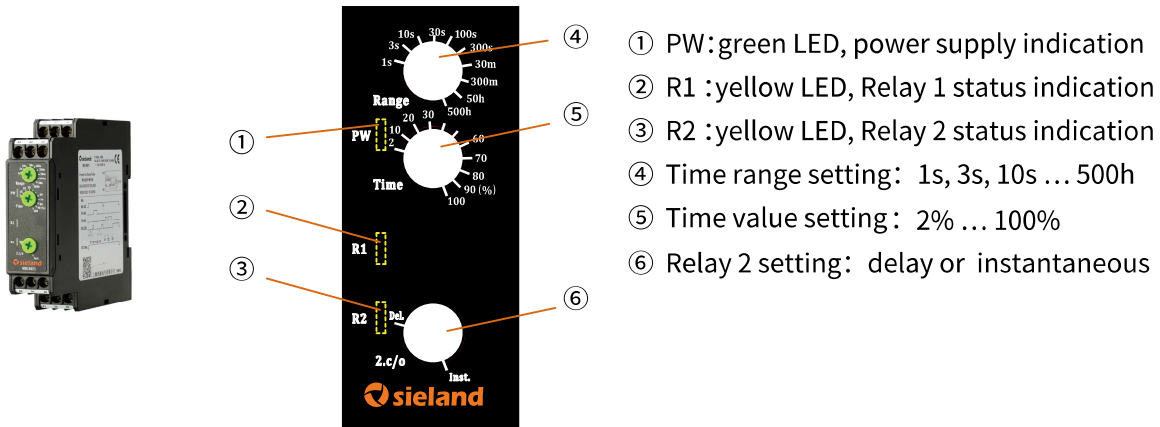 10s
30s
100s
3s
300s
1s
30m
300m
50h
500h
Range
①
PW
2
10
20
30
60
70
80
90 (%)
100
Time
②
R1
③
R2
Del.
2.c/o
Inst.
sieland
④
⑤
⑥
① PW:green LED, power supply indication
② R1 :yellow LED, Relay 1 status indication
③ R2 :yellow LED, Relay 2 status indication
④ Time range setting: 1s, 3s, 10s ... 500h
⑤ Time value setting : 2% ... 100%
⑥ Relay 2 setting: delay or instantaneous
sieland